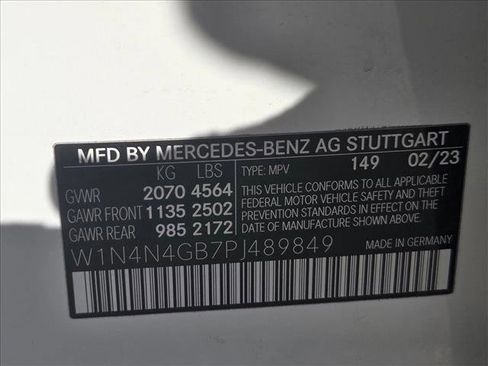 MFD BY MERCEDES-BENZ AG STUTTGART
KG LBS TYPE: MPV 149 02/23
GVWR 2070 4564
GAWR FRONT 1135 2502
GAWR REAR 985 2172
THIS VEHICLE CONFORMS TO ALL APPLICABLE
FEDERAL MOTOR VEHICLE SAFETY AND THEFT
PREVENTION STANDARDS IN EFFECT ON THE
DATE OF MANUFACTURE SHOWN ABOVE.
W1N4N4GB7PJ489849 MADE IN GERMANY